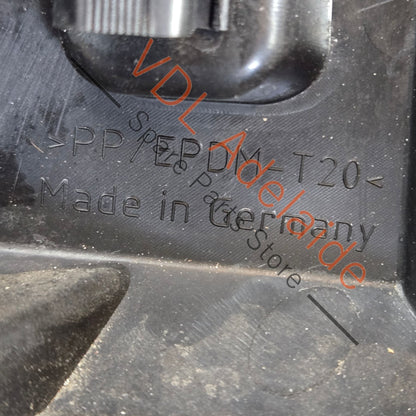 >PP/EPDM-T20<
Made in Germany
VDL Adelaide
Spare Parts Store